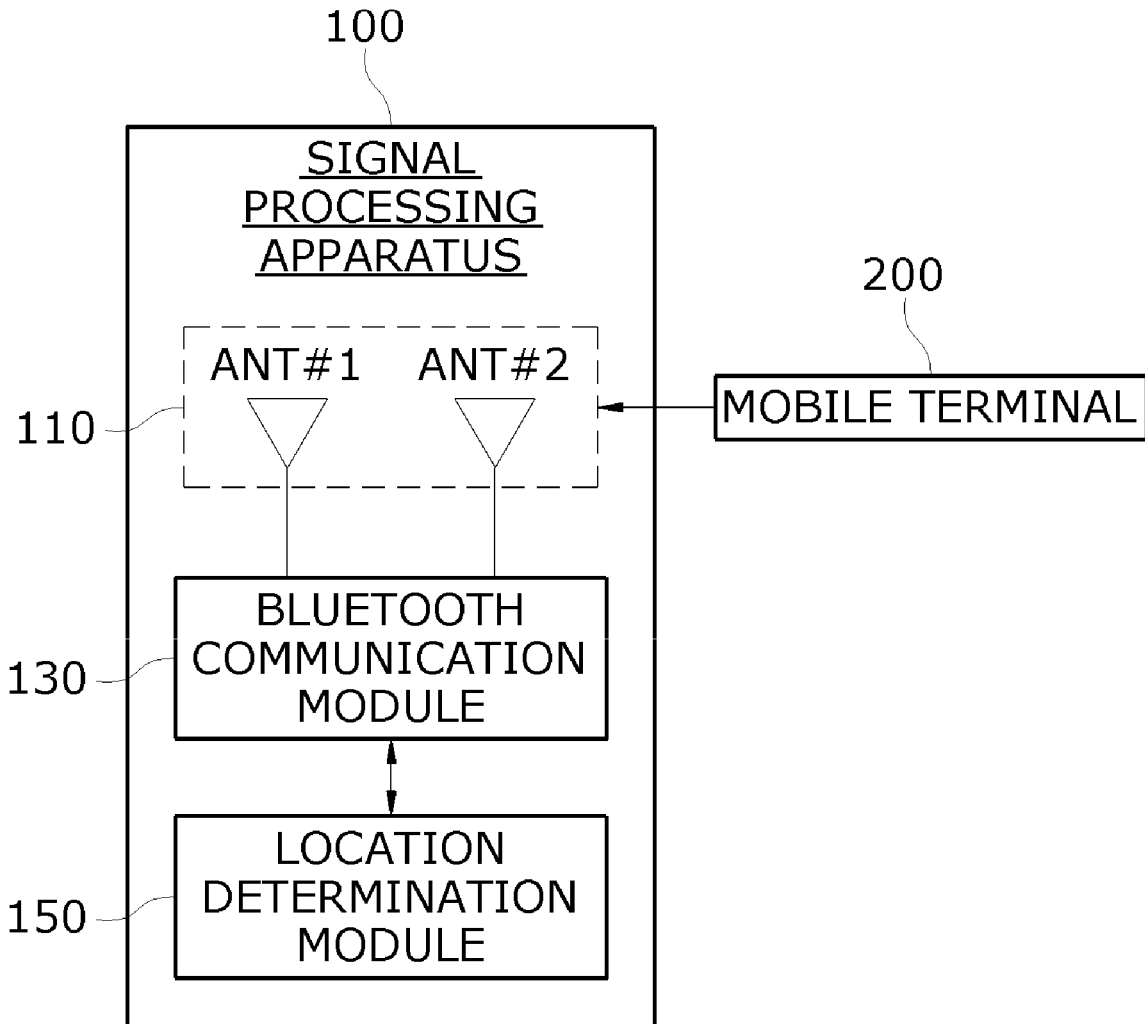 100
SIGNAL
PROCESSING
APPARATUS
200
ANT#1 ANT#2
MOBILE TERMINAL
110
BLUETOOTH
COMMUNICATION
MODULE
130
LOCATION
DETERMINATION
MODULE
150